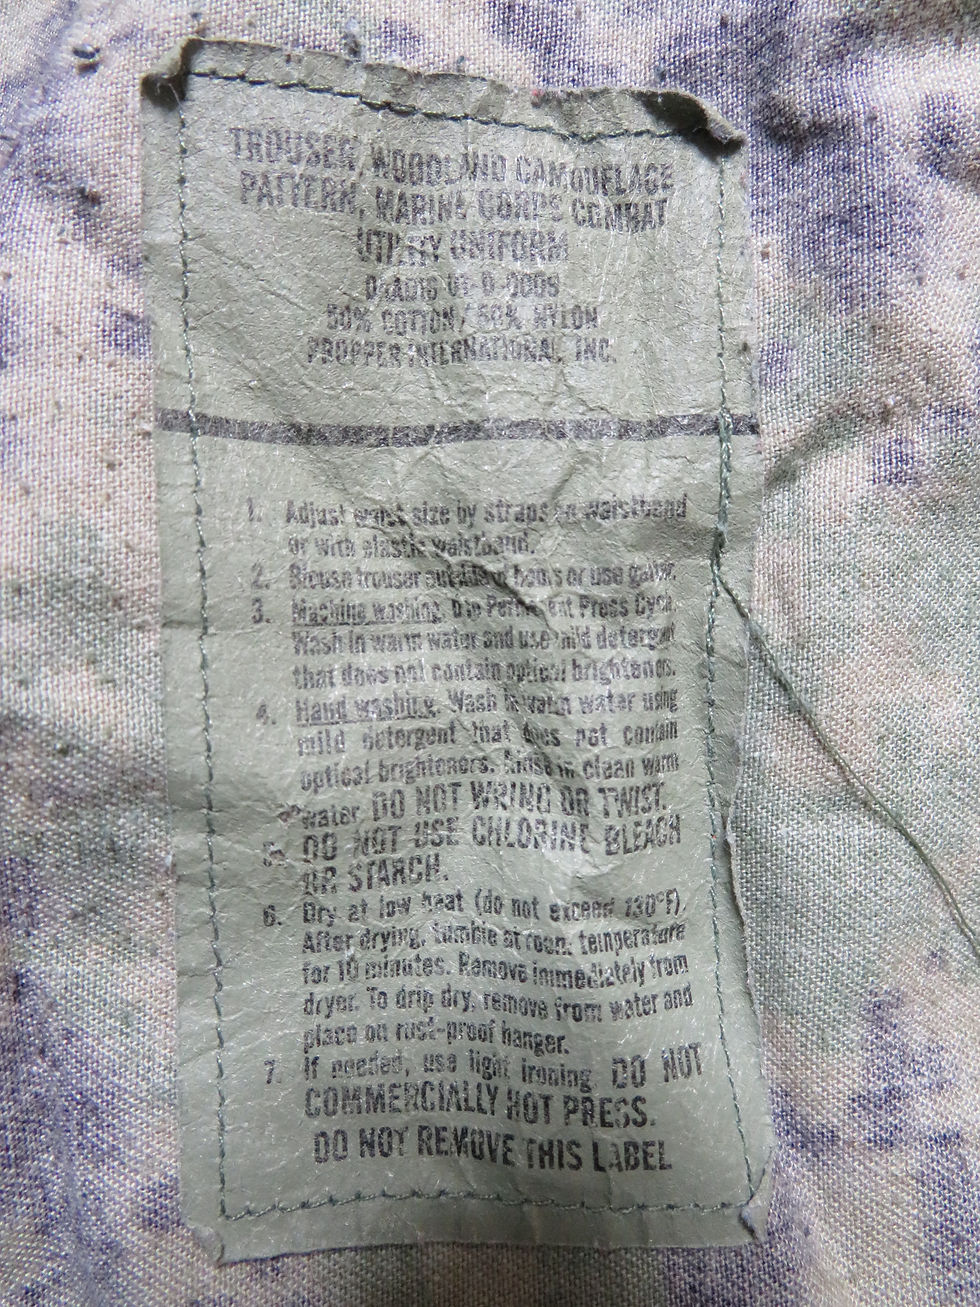 TROUSER, WOODLAND CAMOUFLAGE
PATTERN, MARINE CORPS COMBAT
UTILITY UNIFORM
50% COTTON / 50% NYLON
PROPPER INTERNATIONAL, INC.
1. Adjust waist size by straps on waistband
or with elastic waistband.
2. Blouse trouser outside of boots or use
3. Machine washing. Use Permanent Press Cycle.
Wash in warm water and use mild detergent
that does not contain optical brighteners.
4. Hand washing. Wash in warm water using
mild detergent that does not contain
optical brighteners. Rinse in clean warm
water. DO NOT WRING OR TWIST.
5. DO NOT USE CHLORINE BLEACH
OR STARCH.
6. Dry at low heat (do not exceed 130°F)
After drying, tumble at room temperature
for 10 minutes. Remove immediately from
dryer. To drip dry, remove from water and
place on rust-proof hanger.
7. If needed, use light ironing. DO NOT
COMMERCIALLY HOT PRESS.
DO NOT REMOVE THIS LABEL